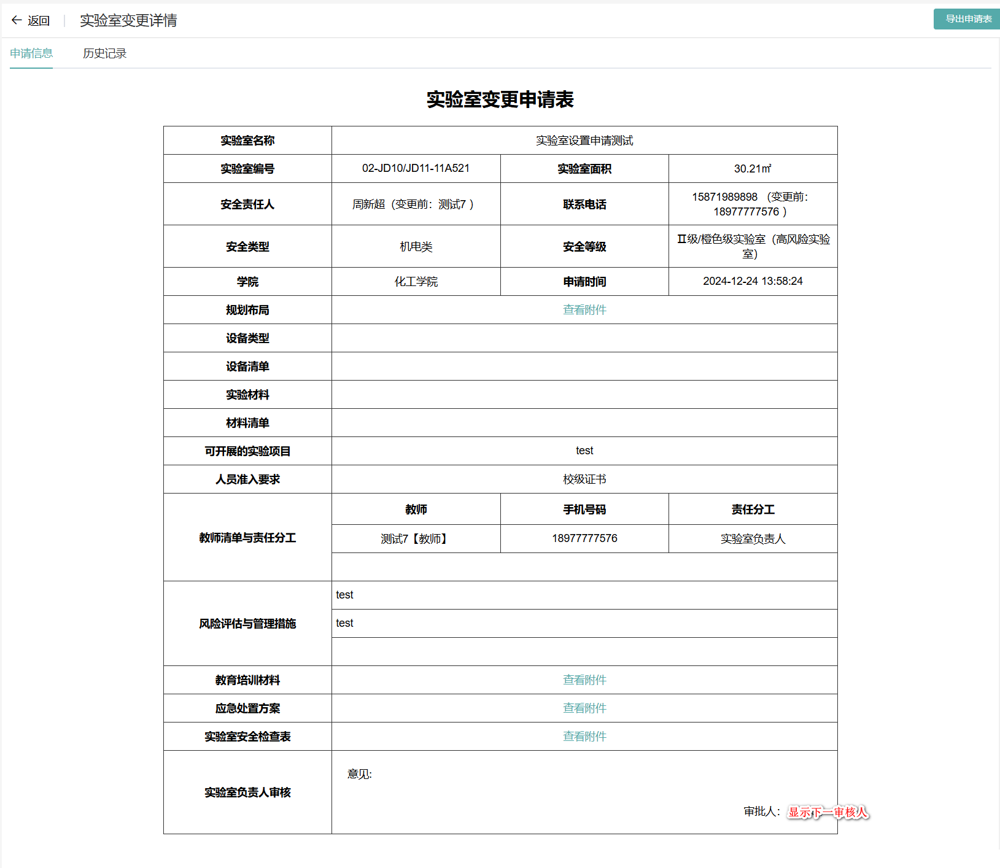 返回
实验室变更详情
导出申请表
申请信息
历史记录
实验室变更申请表
实验室名称
实验室设置申请测试
实验室编号
02-JD10/JD11-11A521
实验室面积
30.21㎡
安全责任人
周新超（变更前：测试7 ）
联系电话
15871989898 （变更前：
18977777576 ）
安全类型
机电类
安全等级
Ⅱ级/橙色级实验室（高风险实验
室）
学院
化工学院
申请时间
2024-12-24 13:58:24
规划布局
查看附件
设备类型
设备清单
实验材料
材料清单
可开展的实验项目
test
人员准入要求
校级证书
教师清单与责任分工
教师
手机号码
责任分工
测试7【教师】
18977777576
实验室负责人
风险评估与管理措施
test
test
教育培训材料
查看附件
应急处置方案
查看附件
实验室安全检查表
查看附件
实验室负责人审核
意见:
审批人：
显示下一审核人